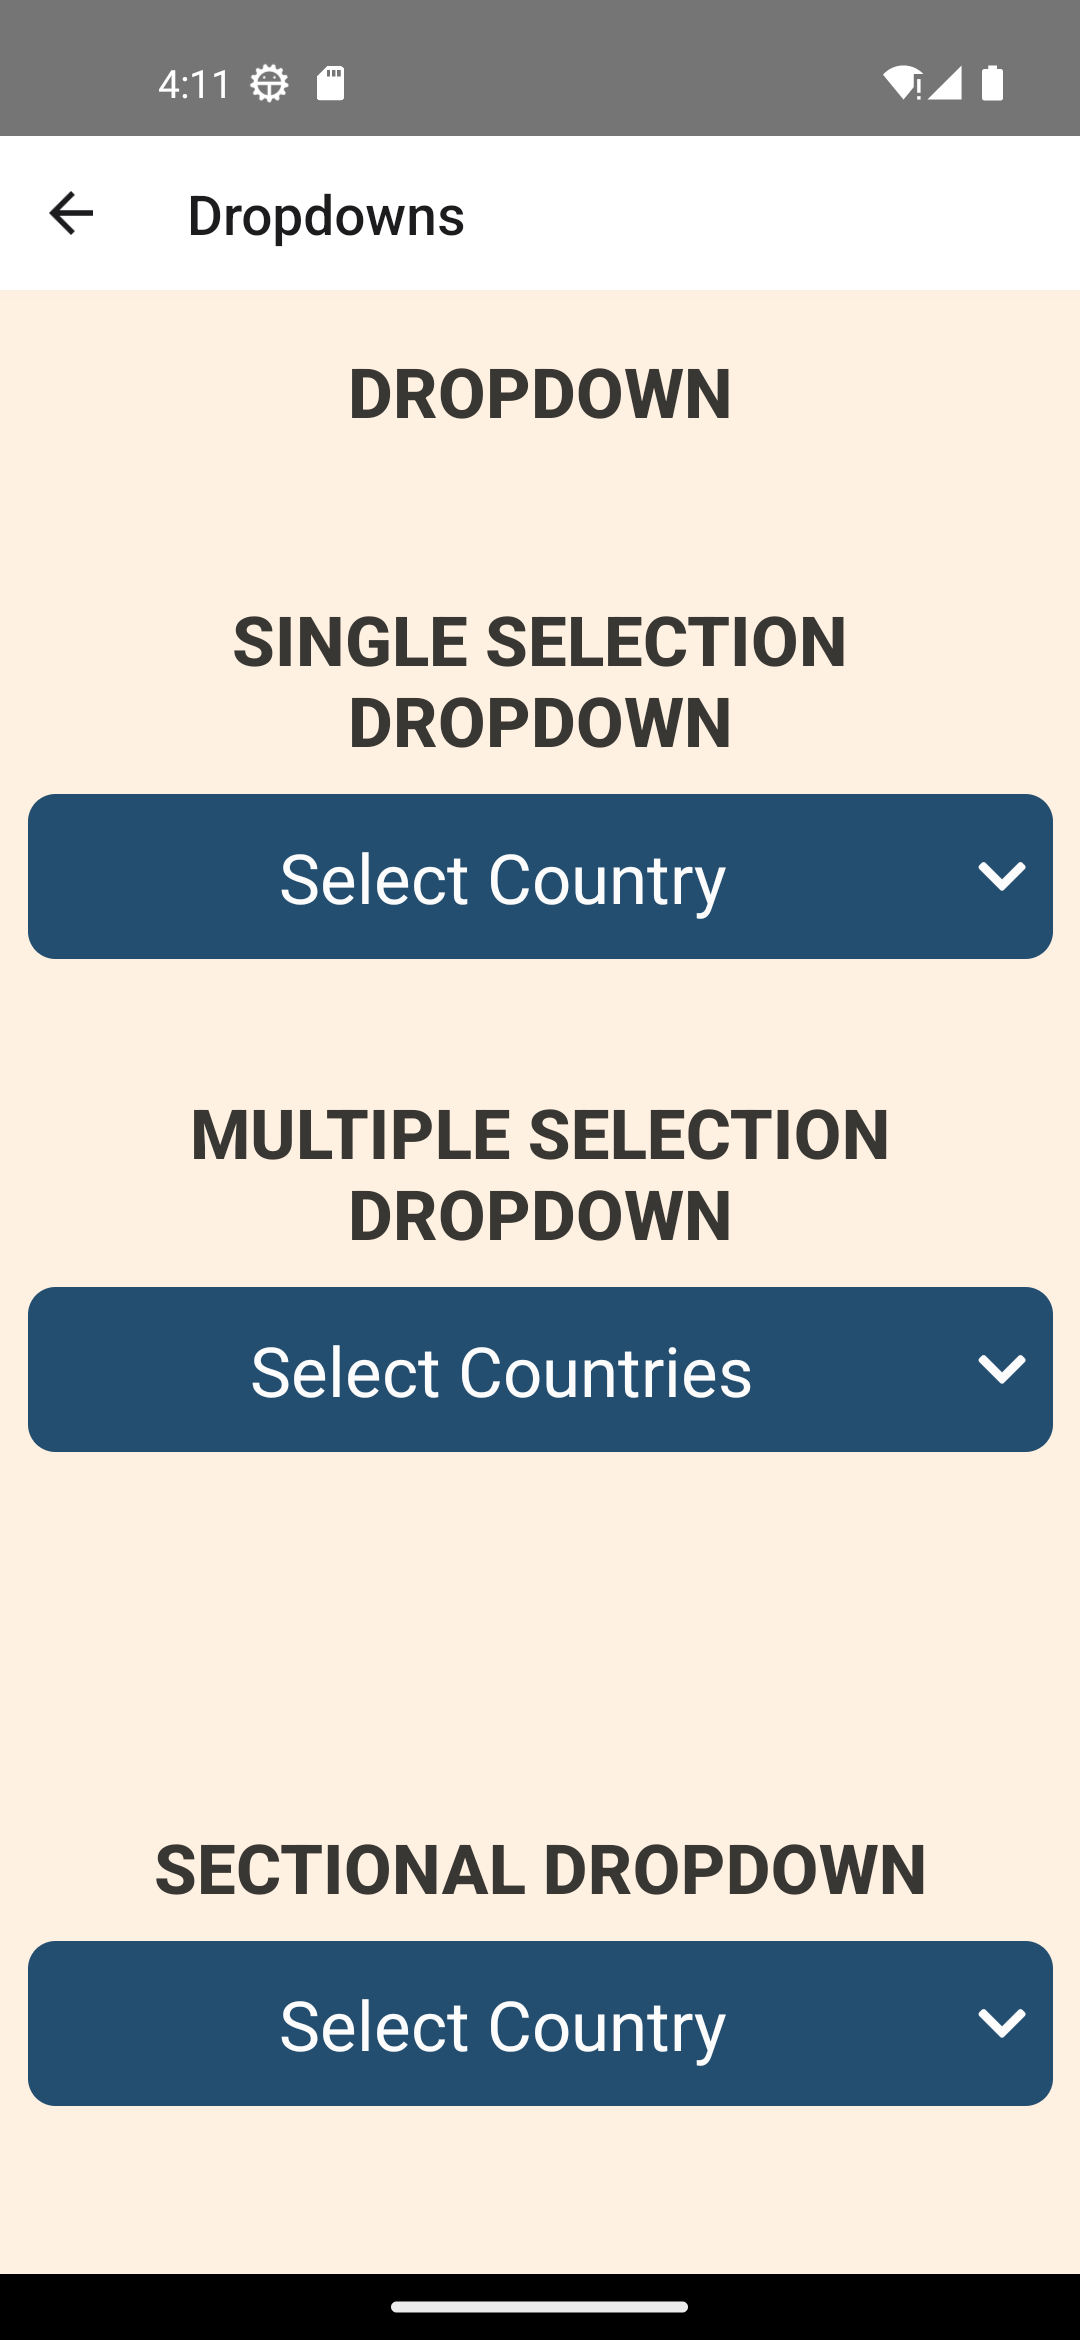 4:11
Dropdowns
DROPDOWN
SINGLE SELECTION
DROPDOWN
Select Country
MULTIPLE SELECTION
DROPDOWN
Select Countries
SECTIONAL DROPDOWN
Select Country